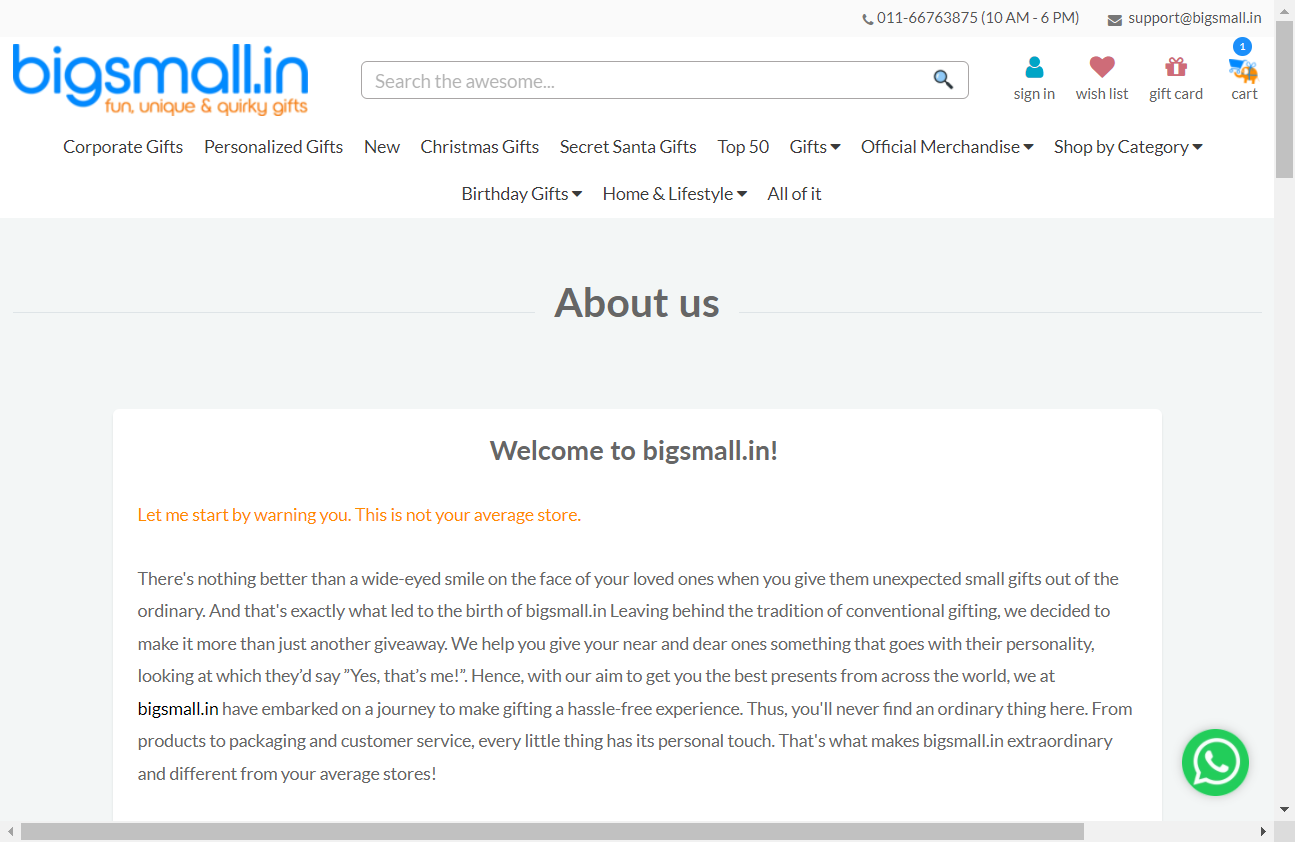 011-66763875 (10 AM - 6 PM) support@bigsmall.in
bigsmall.in
fun, unique & quirky gifts
Search the awesome...
1
sign in wish list gift card cart
Corporate Gifts Personalized Gifts New Christmas Gifts Secret Santa Gifts Top 50 Gifts Official Merchandise Shop by Category
Birthday Gifts Home & Lifestyle All of it
About us
Welcome to bigsmall.in!
Let me start by warning you. This is not your average store.
There's nothing better than a wide-eyed smile on the face of your loved ones when you give them unexpected small gifts out of the
ordinary. And that's exactly what led to the birth of bigsmall.in Leaving behind the tradition of conventional gifting, we decided to
make it more than just another giveaway. We help you give your near and dear ones something that goes with their personality,
looking at which they’d say ”Yes, that’s me!”. Hence, with our aim to get you the best presents from across the world, we at
bigsmall.in have embarked on a journey to make gifting a hassle-free experience. Thus, you'll never find an ordinary thing here. From
products to packaging and customer service, every little thing has its personal touch. That's what makes bigsmall.in extraordinary
and different from your average stores!